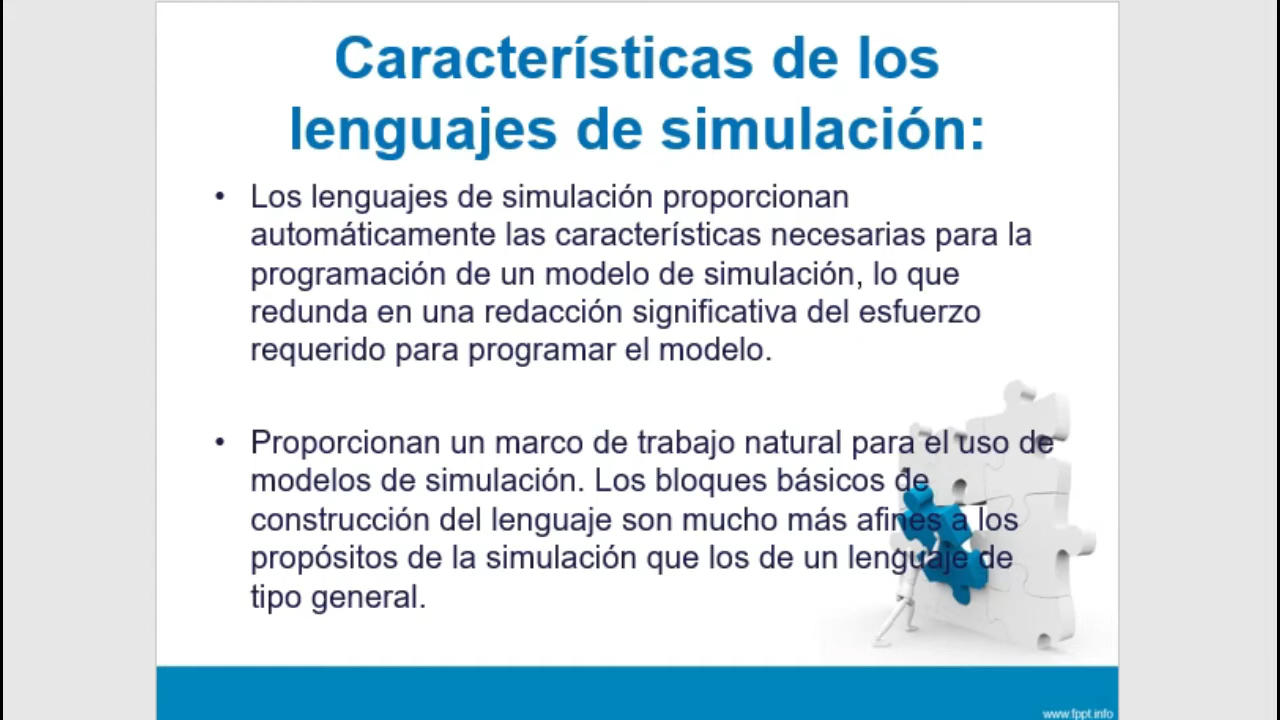 Características de los
lenguajes de simulación:
• Los lenguajes de simulación proporcionan
automáticamente las características necesarias para la
programación de un modelo de simulación, lo que
redunda en una redacción significativa del esfuerzo
requerido para programar el modelo.
• Proporcionan un marco de trabajo natural para el uso de
modelos de simulación. Los bloques básicos de
construcción del lenguaje son mucho más afines a los
propósitos de la simulación que los de un lenguaje de
tipo general.
www.fppt.info